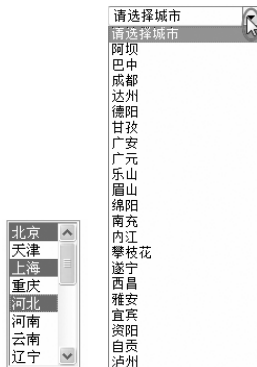 北京
天津
上海
重庆
河北
河南
云南
辽宁
请选择城市
请选择城市
阿坝
巴中
成都
达州
德阳
甘孜
广安
广元
乐山
眉山
绵阳
南充
内江
攀枝花
遂宁
西昌
雅安
宜宾
资阳
自贡
泸州